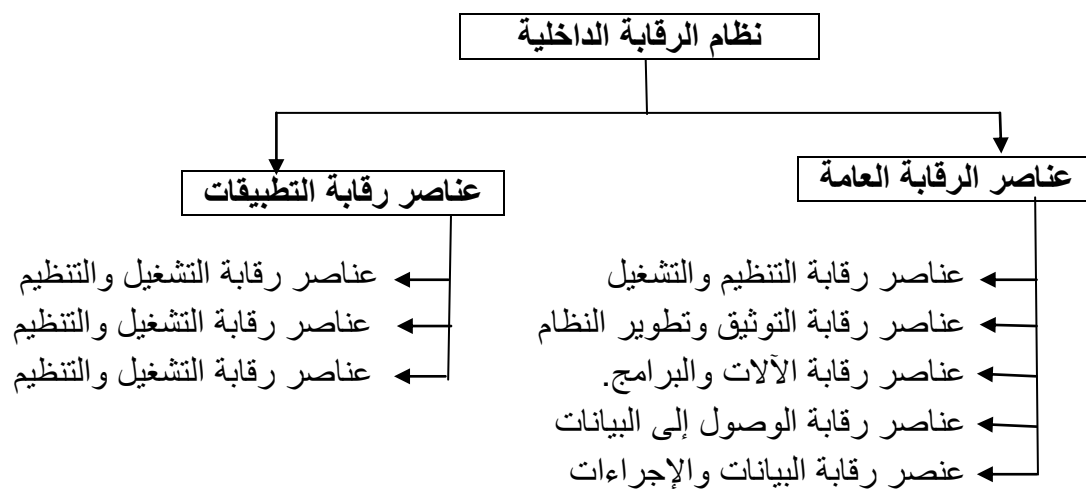 نظام الرقابة الداخلية
عناصر الرقابة العامة
عناصر رقابة التنظيم والتشغيل
عناصر رقابة التوثيق وتطوير النظام
عناصر رقابة الآلات والبرامج.
عناصر رقابة الوصول إلى البيانات
عنصر رقابة البيانات والإجراءات
عناصر رقابة التطبيقات
عناصر رقابة التشغيل والتنظيم
عناصر رقابة التشغيل والتنظيم
عناصر رقابة التشغيل والتنظيم